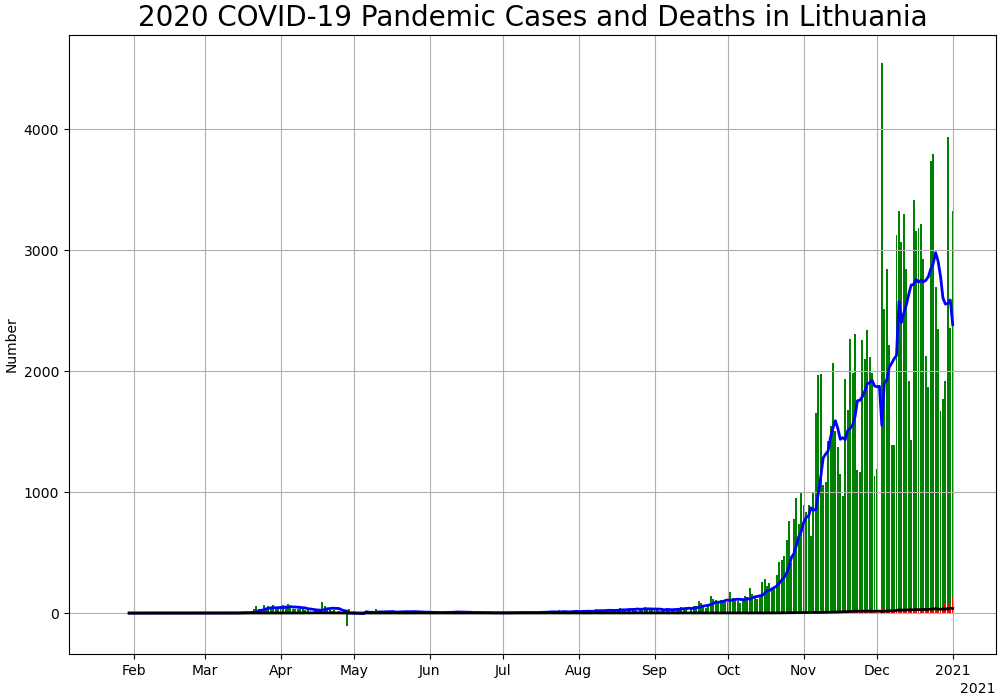 2020 COVID-19 Pandemic Cases and Deaths in Lithuania
Number
4000
3000
2000
1000
0
Feb Mar Apr May Jun Jul Aug Sep Oct Nov Dec 2021
2021